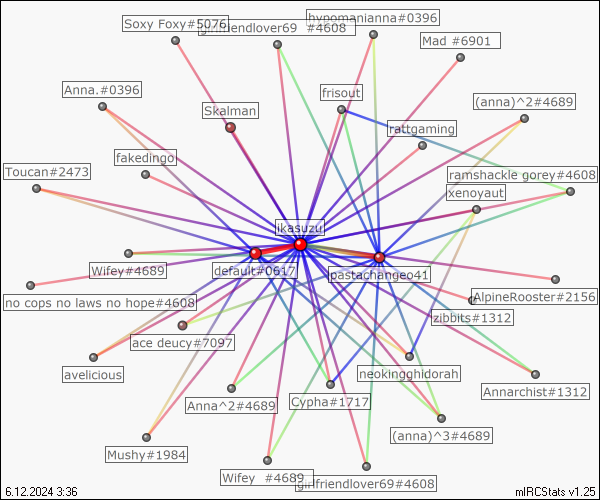 hypomanianna#0396
Soxy Foxy#5076
girlfriendlover69 #4608
Mad #6901
Anna.#0396
frisout
(anna)^2#4689
Skalman
rattgaming
fakedingo
Toucan#2473
ramshackle gorey#4608
xenoyaut
ikasuzu
Wifey#4689
default#0617
pastachangeo41
no cops no laws no hope#4608
AlpineRooster#2156
zibbits#1312
ace deucy#7097
avelicious
neokingghidorah
Annarchist#1312
Anna^2#4689
Cypha#1717
(anna)^3#4689
Mushy#1984
Wifey #4689
girlfriendlover69#4608
6.12.2024 3:36
mIRCStats v1.25